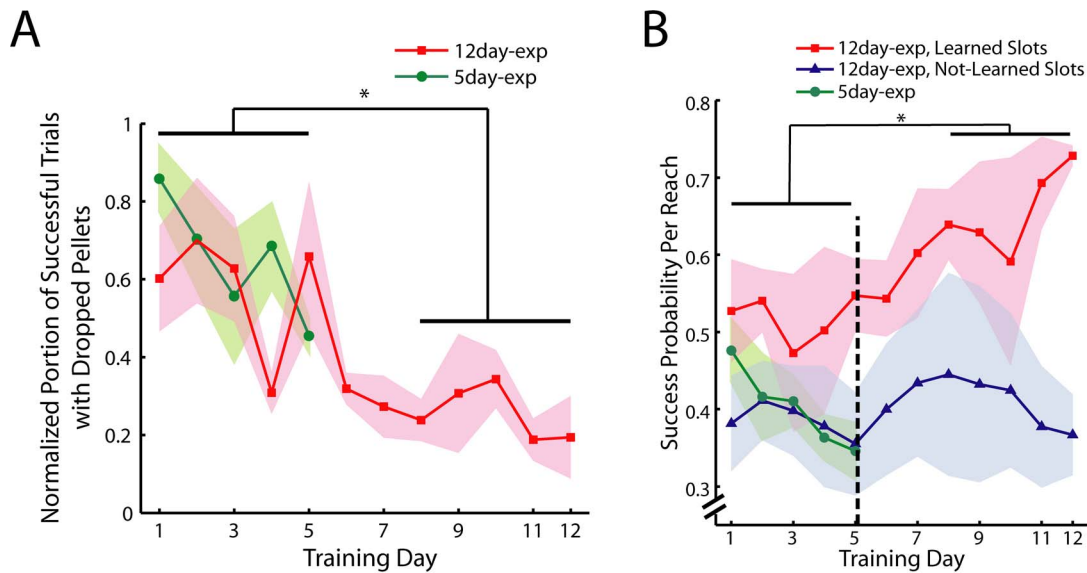 A
12day-exp
5day-exp
*
Normalized Portion of Successful Trials
with Dropped Pellets
1
0.8
0.6
0.4
0.2
0
1 3 5 7 9 11 12
Training Day
B
12day-exp, Learned Slots
12day-exp, Not-Learned Slots
5day-exp
*
Success Probability Per Reach
0.8
0.7
0.6
0.5
0.4
0.3
1 3 5 7 9 11 12
Training Day